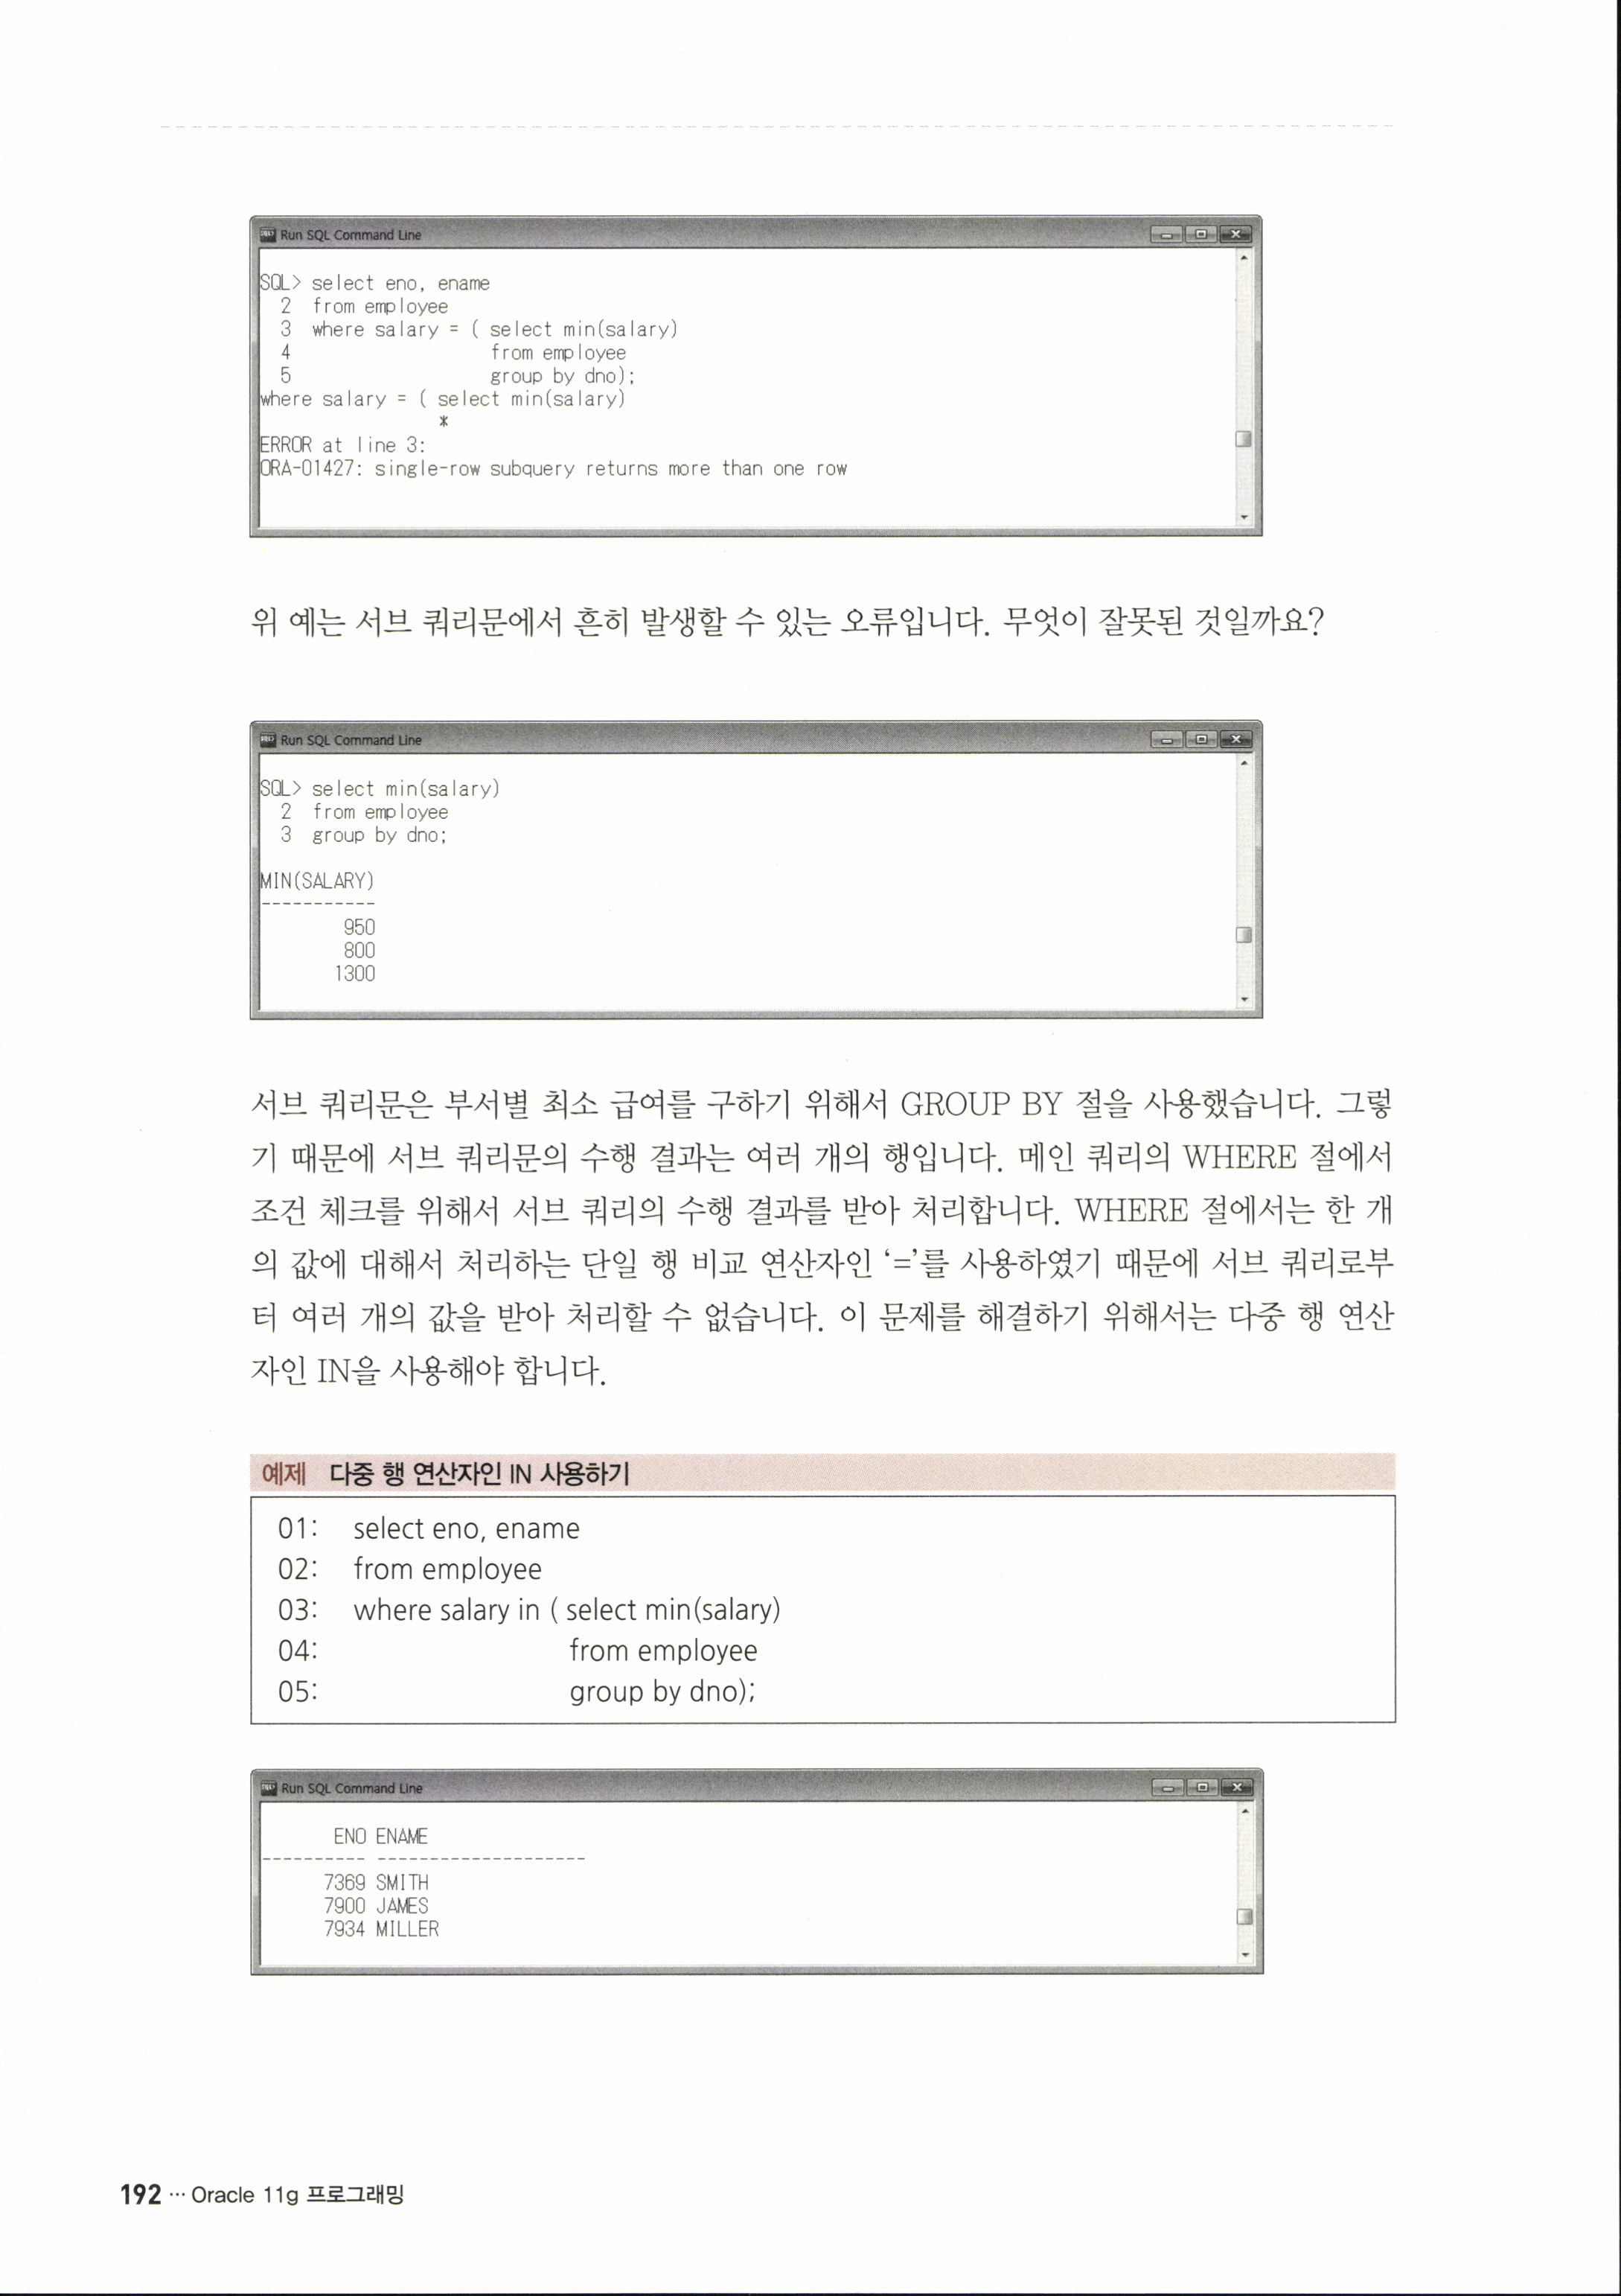 Run SQL Command Line
SQL> select eno, ename
2 from employee
3 where salary = ( select min(salary)
4 from employee
5 group by dno);
where salary = ( select min(salary)
*
ERROR at line 3:
ORA-01427: single-row subquery returns more than one row
위 예는 서브 쿼리문에서 흔히 발생할 수 있는 오류입니다. 무엇이 잘못된 것일까요?
Run SQL Command Line
SQL> select min(salary)
2 from employee
3 group by dno;
MIN(SALARY)
-----------
950
800
1300
서브 쿼리문은 부서별 최소 급여를 구하기 위해서 GROUP BY 절을 사용했습니다. 그렇
기 때문에 서브 쿼리문의 수행 결과는 여러 개의 행입니다. 메인 쿼리의 WHERE 절에서
조건 체크를 위해서 서브 쿼리의 수행 결과를 받아 처리합니다. WHERE 절에서는 한 개
의 값에 대해서 처리하는 단일 행 비교 연산자인 ‘=’를 사용하였기 때문에 서브 쿼리로부
터 여러 개의 값을 받아 처리할 수 없습니다. 이 문제를 해결하기 위해서는 다중 행 연산
자인 IN을 사용해야 합니다.
예제 다중 행 연산자인 IN 사용하기
01: select eno, ename
02: from employee
03: where salary in ( select min(salary)
04: from employee
05: group by dno);
Run SQL Command Line
ENO ENAME
---------- --------------------
7369 SMITH
7900 JAMES
7934 MILLER
192 ··· Oracle 11g 프로그래밍